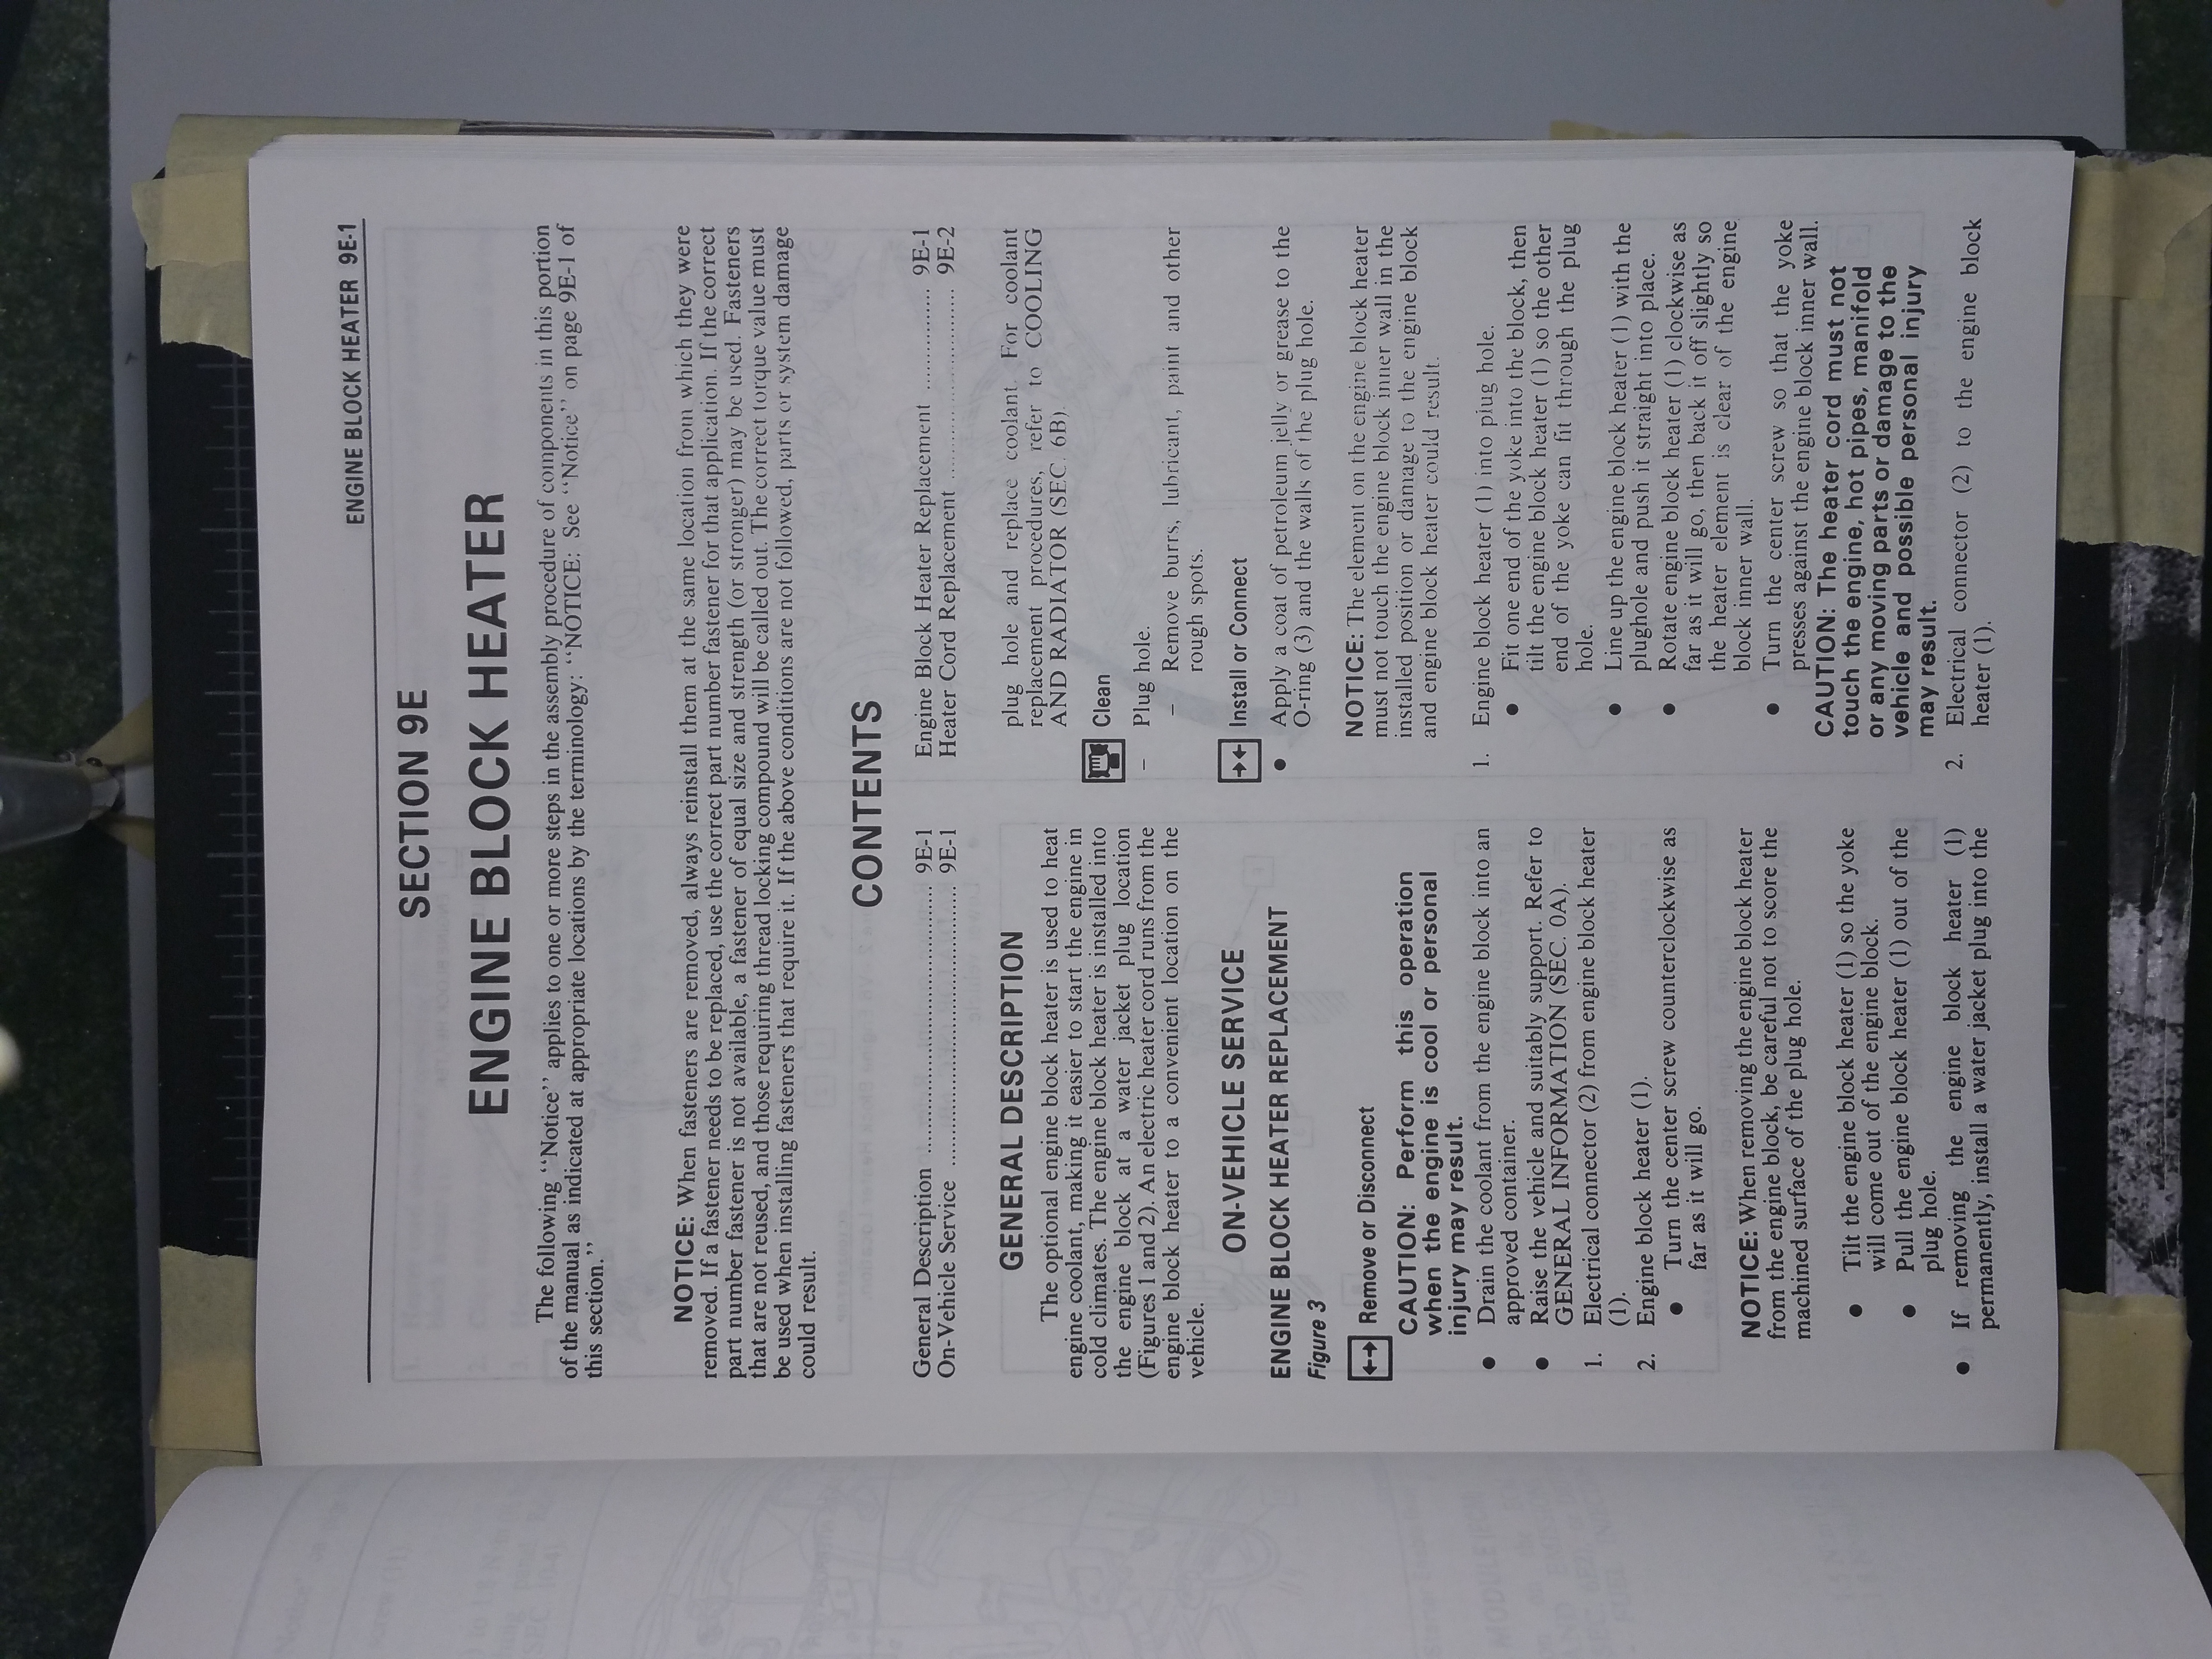 ENGINE BLOCK HEATER 9E-1
SECTION 9E
ENGINE BLOCK HEATER
The following ‘‘Notice’’ applies to one or more steps in the assembly procedure of components in this portion
of the manual as indicated at appropriate locations by the terminology: ‘‘NOTICE: See ‘‘Notice’’ on page 9E-1 of
this section.’’
NOTICE: When fasteners are removed, always reinstall them at the same location from which they were
removed. If a fastener needs to be replaced, use the correct part number fastener for that application. If the correct
part number fastener is not available, a fastener of equal size and strength (or stronger) may be used. Fasteners
that are not reused, and those requiring thread locking compound will be called out. The correct torque value must
be used when installing fasteners that require it. If the above conditions are not followed, parts or system damage
could result.
CONTENTS
General Description ........................................ 9E-1
On-Vehicle Service ........................................ 9E-1
Engine Block Heater Replacement .............. 9E-1
Heater Cord Replacement ............................. 9E-2
GENERAL DESCRIPTION
The optional engine block heater is used to heat
engine coolant, making it easier to start the engine in
cold climates. The engine block heater is installed into
the engine block at a water jacket plug location
(Figures 1 and 2). An electric heater cord runs from the
engine block heater to a convenient location on the
vehicle.
ON-VEHICLE SERVICE
ENGINE BLOCK HEATER REPLACEMENT
Figure 3
Remove or Disconnect
CAUTION: Perform this operation
when the engine is cool or personal
injury may result.
● Drain the coolant from the engine block into an
approved container.
● Raise the vehicle and suitably support. Refer to
GENERAL INFORMATION (SEC. 0A).
1. Electrical connector (2) from engine block heater
(1).
2. Engine block heater (1).
● Turn the center screw counterclockwise as
far as it will go.
NOTICE: When removing the engine block heater
from the engine block, be careful not to score the
machined surface of the plug hole.
● Tilt the engine block heater (1) so the yoke
will come out of the engine block.
● Pull the engine block heater (1) out of the
plug hole.
● If removing the engine block heater (1)
permanently, install a water jacket plug into the
plug hole and replace coolant. For coolant
replacement procedures, refer to COOLING
AND RADIATOR (SEC. 6B).
Clean
– Plug hole.
– Remove burrs, lubricant, paint and other
rough spots.
Install or Connect
● Apply a coat of petroleum jelly or grease to the
O-ring (3) and the walls of the plug hole.
NOTICE: The element on the engine block heater
must not touch the engine block inner wall in the
installed position or damage to the engine block
and engine block heater could result.
1. Engine block heater (1) into plug hole.
● Fit one end of the yoke into the block, then
tilt the engine block heater (1) so the other
end of the yoke can fit through the plug
hole.
● Line up the engine block heater (1) with the
plughole and push it straight into place.
● Rotate engine block heater (1) clockwise as
far as it will go, then back it off slightly so
the heater element is clear of the engine
block inner wall.
● Turn the center screw so that the yoke
presses against the engine block inner wall.
CAUTION: The heater cord must not
touch the engine, hot pipes, manifold
or any moving parts or damage to the
vehicle and possible personal injury
may result.
2. Electrical connector (2) to the engine block
heater (1).